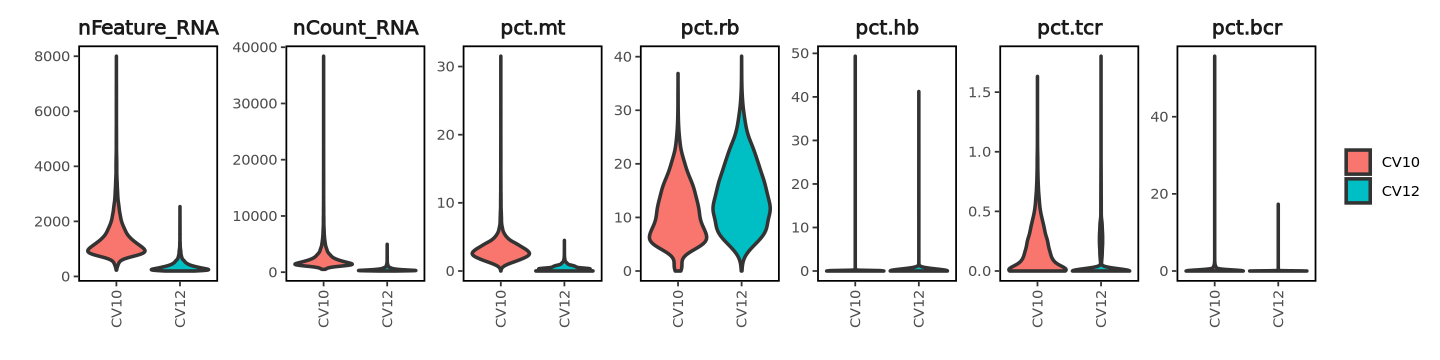 nFeature_RNA
8000
6000
4000
2000
0
CV10
CV12
nCount_RNA
40000
30000
20000
10000
0
CV10
CV12
pct.mt
30
20
10
0
CV10
CV12
pct.rb
40
30
20
10
0
CV10
CV12
pct.hb
50
40
30
20
10
0
CV10
CV12
pct.tcr
1.5
1.0
0.5
0.0
CV10
CV12
pct.bcr
40
20
0
CV10
CV12
CV10
CV12